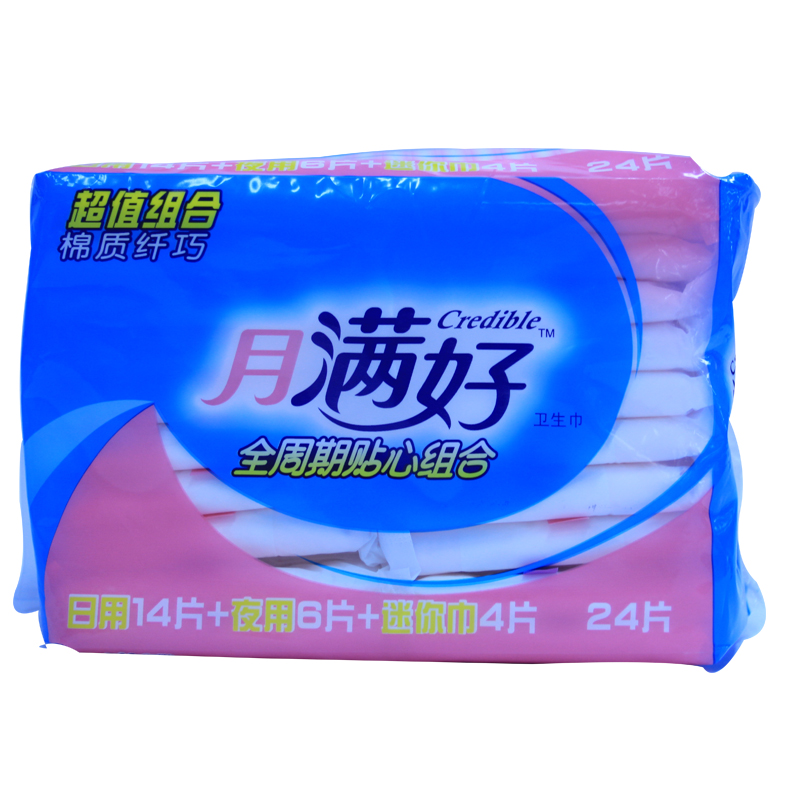 日用14片+夜用6片+迷你巾4片 24片
超值组合
棉质纤巧
Credible™
月满好
卫生巾
全周期贴心组合
日用14片+夜用6片+迷你巾4片 24片